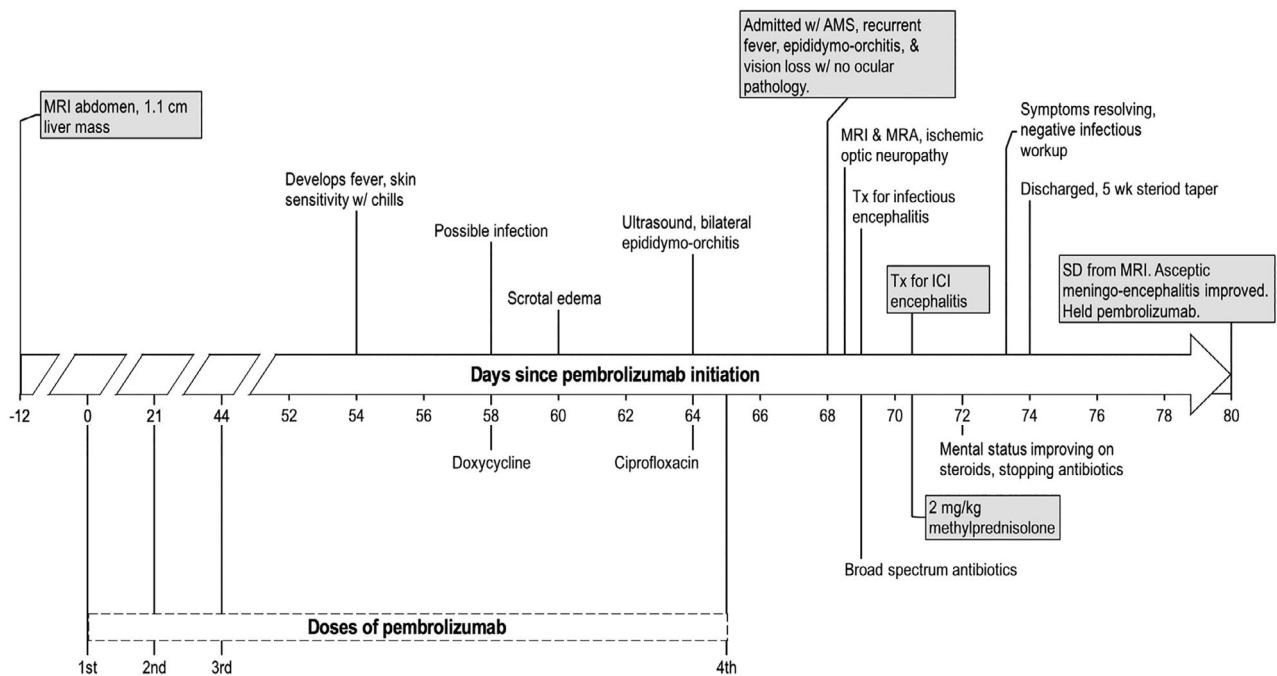 MRI abdomen, 1.1 cm
liver mass
Develops fever, skin
sensitivity w/ chills
Possible infection
Scrotal edema
Ultrasound, bilateral
epididymo-orchitis
Admitted w/ AMS, recurrent
fever, epididymo-orchitis, &
vision loss w/ no ocular
pathology.
MRI & MRA, ischemic
optic neuropathy
Tx for infectious
encephalitis
Tx for ICI
encephalitis
Symptoms resolving,
negative infectious
workup
Discharged, 5 wk steriod taper
SD from MRI. Asceptic
meningo-encephalitis improved.
Held pembrolizumab.
Days since pembrolizumab initiation
-12 0 21 44 52 54 56 58 60 62 64 66 68 70 72 74 76 78 80
Doxycycline
Ciprofloxacin
Mental status improving on
steroids, stopping antibiotics
2 mg/kg
methylprednisolone
Broad spectrum antibiotics
Doses of pembrolizumab
1st 2nd 3rd 4th